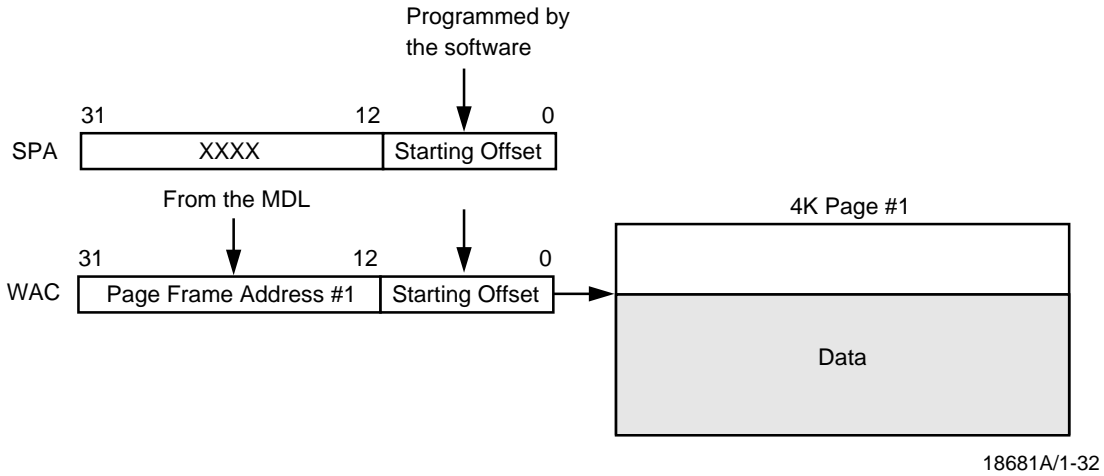 Programmed by
the software
31 12 0
SPA XXXX Starting Offset
From the MDL
4K Page #1
31 12 0
WAC Page Frame Address #1 Starting Offset
Data
18681A/1-32